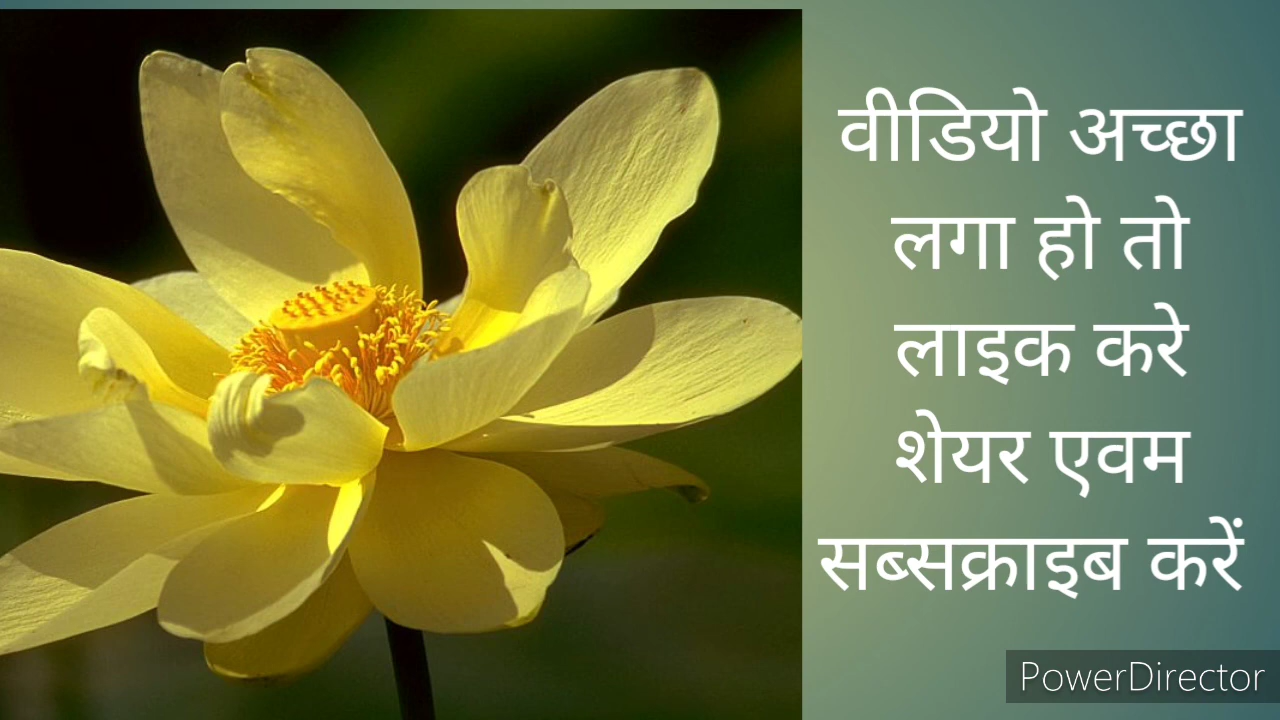 वीडियो अच्छा
लगा हो तो
लाइक करे
शेयर एवम
सब्सक्राइब करें
PowerDirector